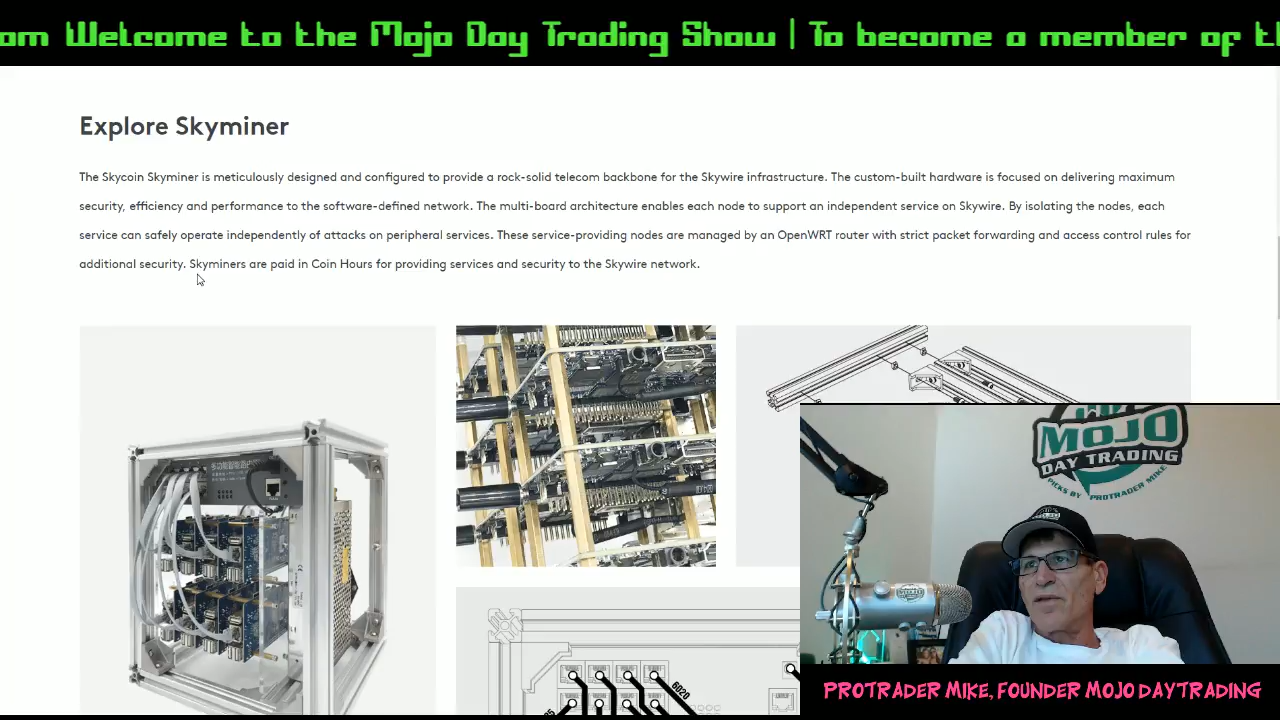 om Welcome to the Mojo Day Trading Show | To become a member of th
Explore Skyminer
The Skycoin Skyminer is meticulously designed and configured to provide a rock-solid telecom backbone for the Skywire infrastructure. The custom-built hardware is focused on delivering maximum
security, efficiency and performance to the software-defined network. The multi-board architecture enables each node to support an independent service on Skywire. By isolating the nodes, each
service can safely operate independently of attacks on peripheral services. These service-providing nodes are managed by an OpenWRT router with strict packet forwarding and access control rules for
additional security. Skyminers are paid in Coin Hours for providing services and security to the Skywire network.
6020
MOJO
DAY TRADING
PICKS BY PROTRADER MIKE
PROTRADER MIKE, FOUNDER MOJO DAYTRADING